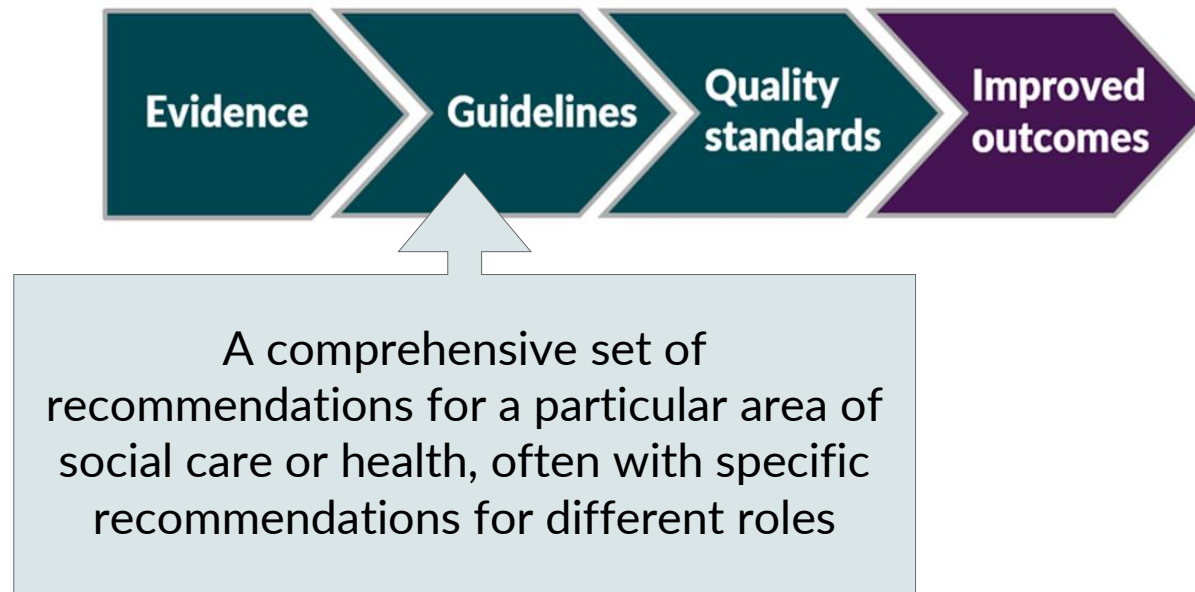 Evidence
Guidelines
Quality
standards
Improved
outcomes
A comprehensive set of
recommendations for a particular area of
social care or health, often with specific
recommendations for different roles